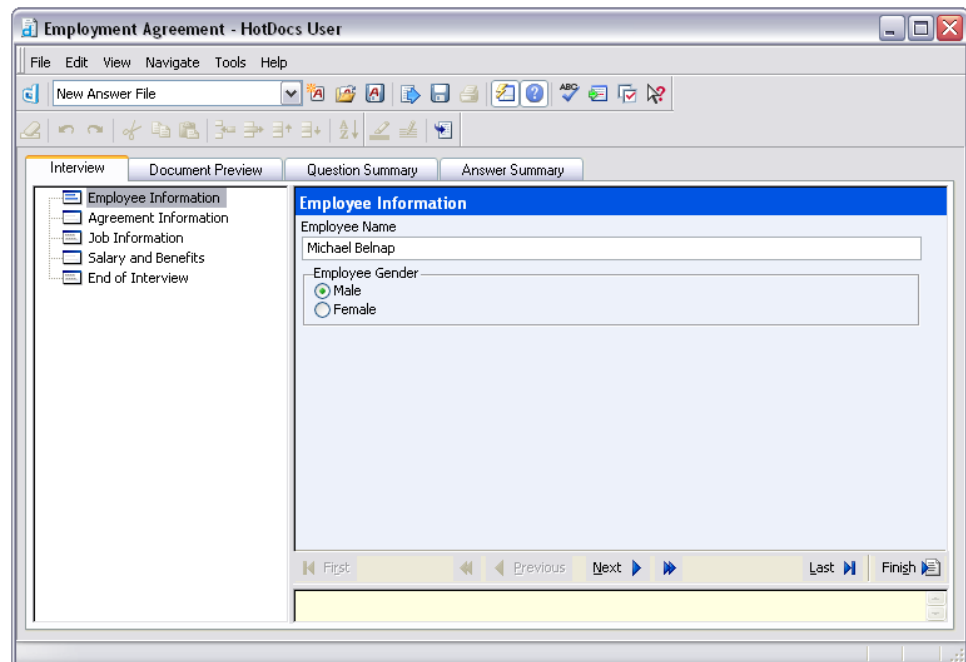 Employment Agreement - HotDocs User
File Edit View Navigate Tools Help
New Answer File
Interview Document Preview Question Summary Answer Summary
Employee Information
Agreement Information
Job Information
Salary and Benefits
End of Interview
Employee Information
Employee Name
Michael Belnap
Employee Gender
Male
Female
First Previous Next Last Finish